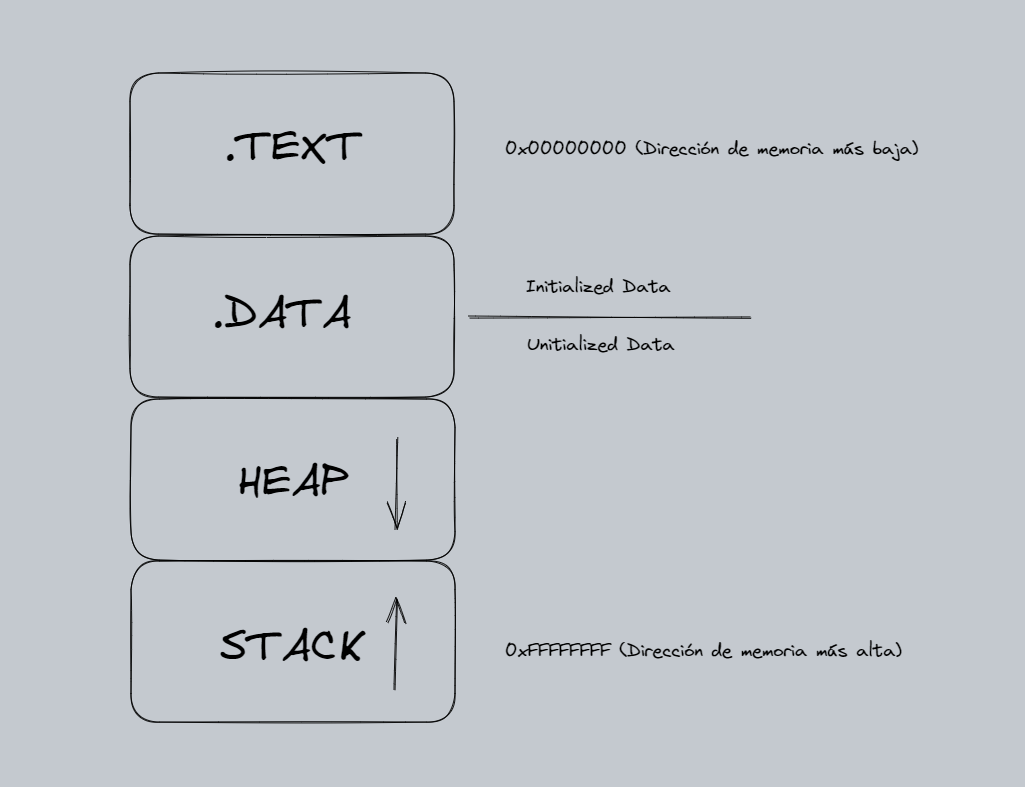 .TEXT
0x00000000 (Dirección de memoria más baja)
.DATA
Initialized Data
Unitialized Data
HEAP
STACK
0xFFFFFFFF (Dirección de memoria más alta)